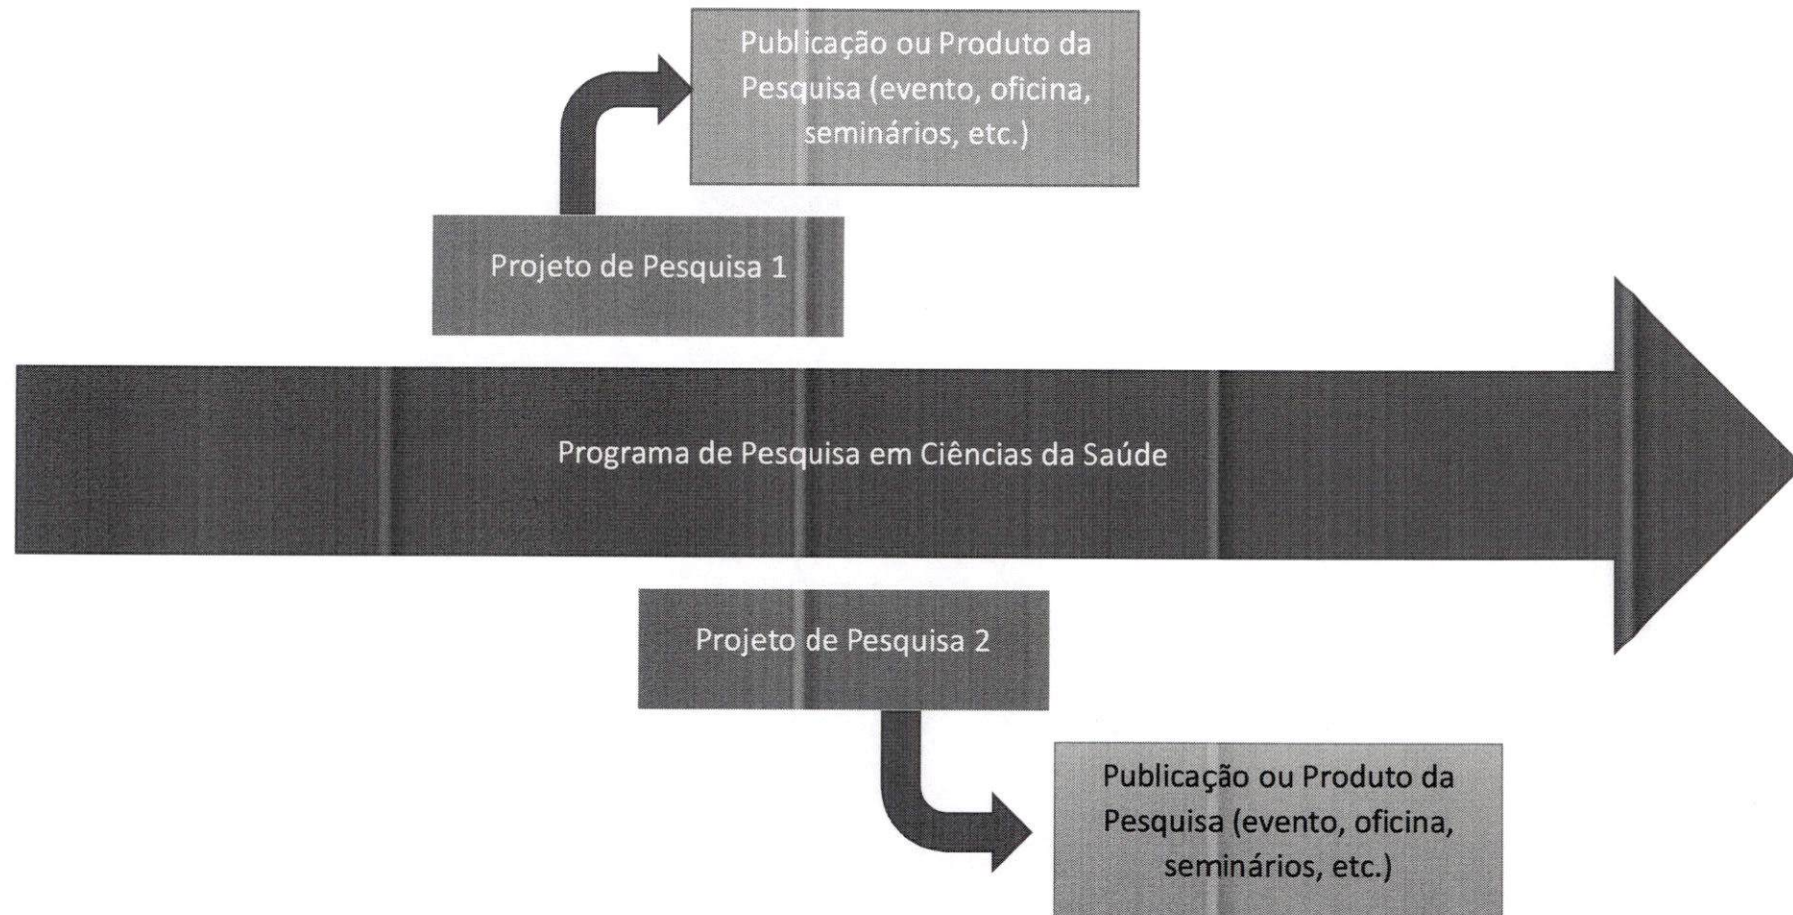 Publicação ou Produto da
Pesquisa (evento, oficina,
seminários, etc.)
Projeto de Pesquisa 1
Programa de Pesquisa em Ciências da Saúde
Projeto de Pesquisa 2
Publicação ou Produto da
Pesquisa (evento, oficina,
seminários, etc.)